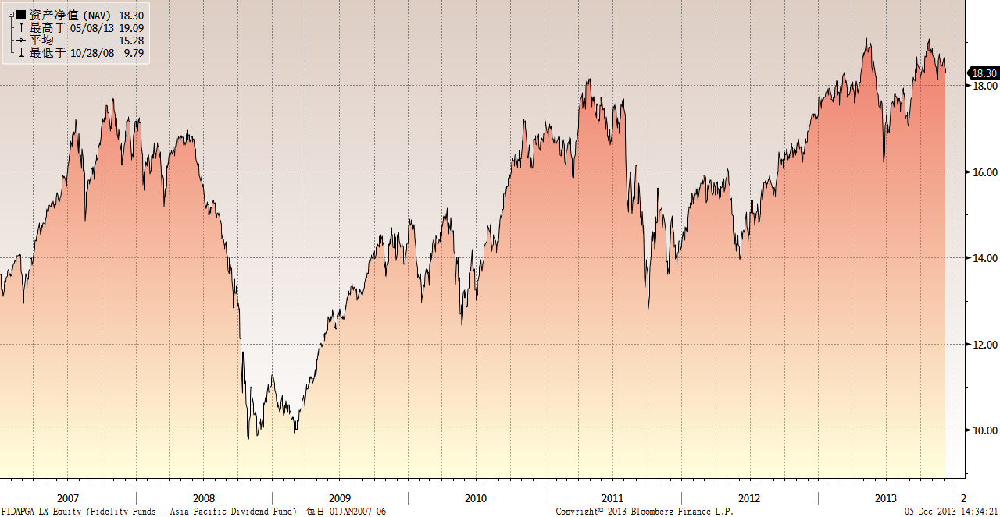 资产净值 (NAV) 18.30
最高于 05/08/13 19.09
平均 15.28
最低于 10/28/08 9.79
18.30
18.00
16.00
14.00
12.00
10.00
2007 2008 2009 2010 2011 2012 2013 2
FIDAPGA LX Equity (Fidelity Funds - Asia Pacific Dividend Fund) 每日 01JAN2007-06 Copyright© 2013 Bloomberg Finance L.P. 05-Dec-2013 14:34:21